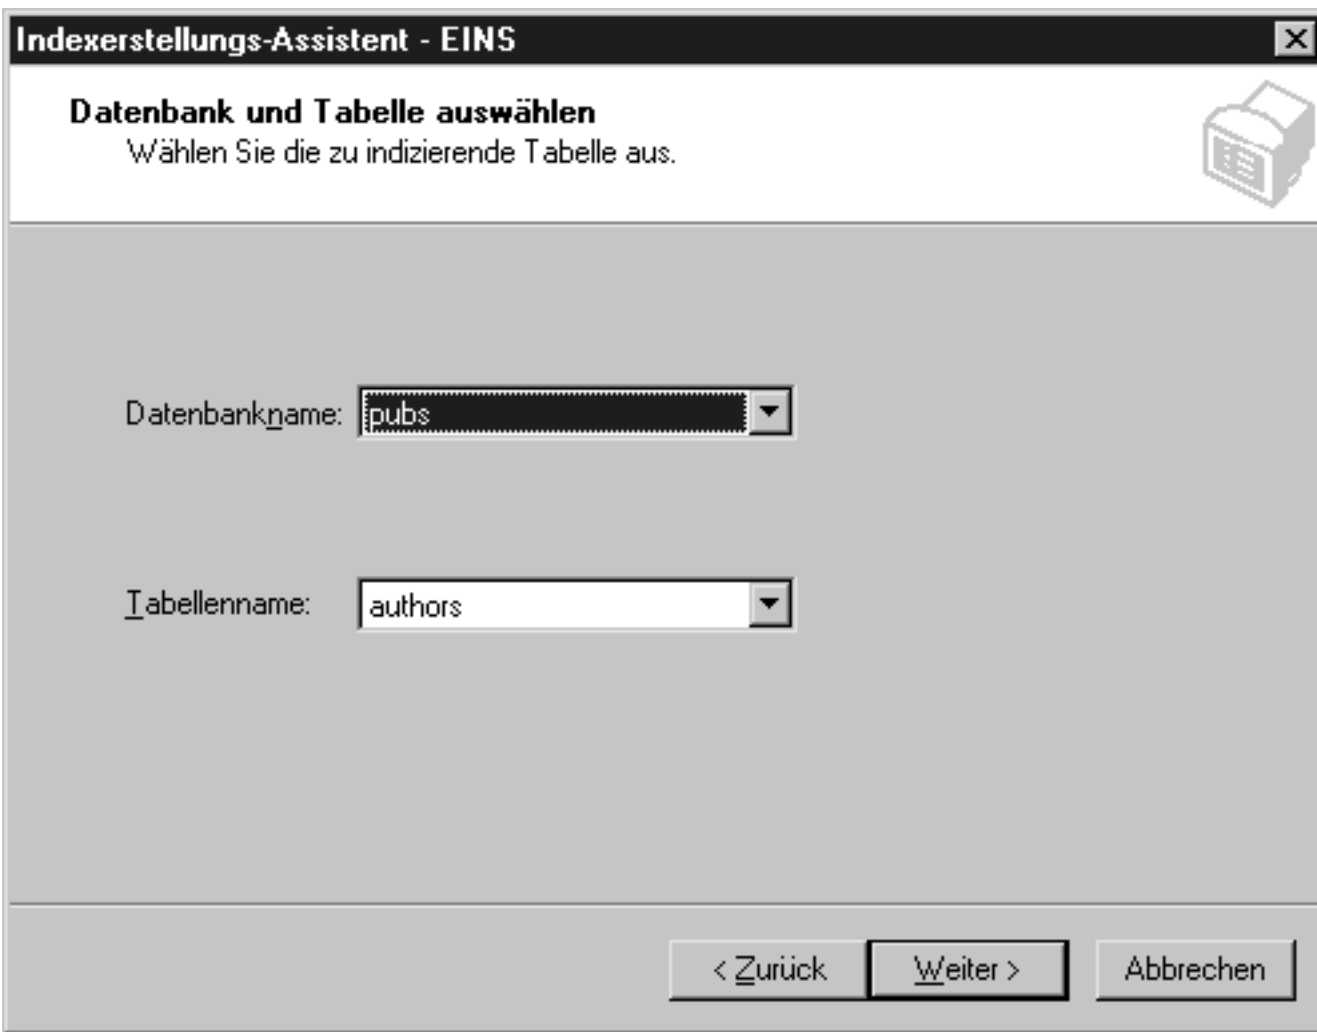 Indexerstellungs-Assistent - EINS
Datenbank und Tabelle auswählen
Wählen Sie die zu indizierende Tabelle aus.
Datenbankname: pubs
Tabellenname: authors
< Zurück Weiter > Abbrechen